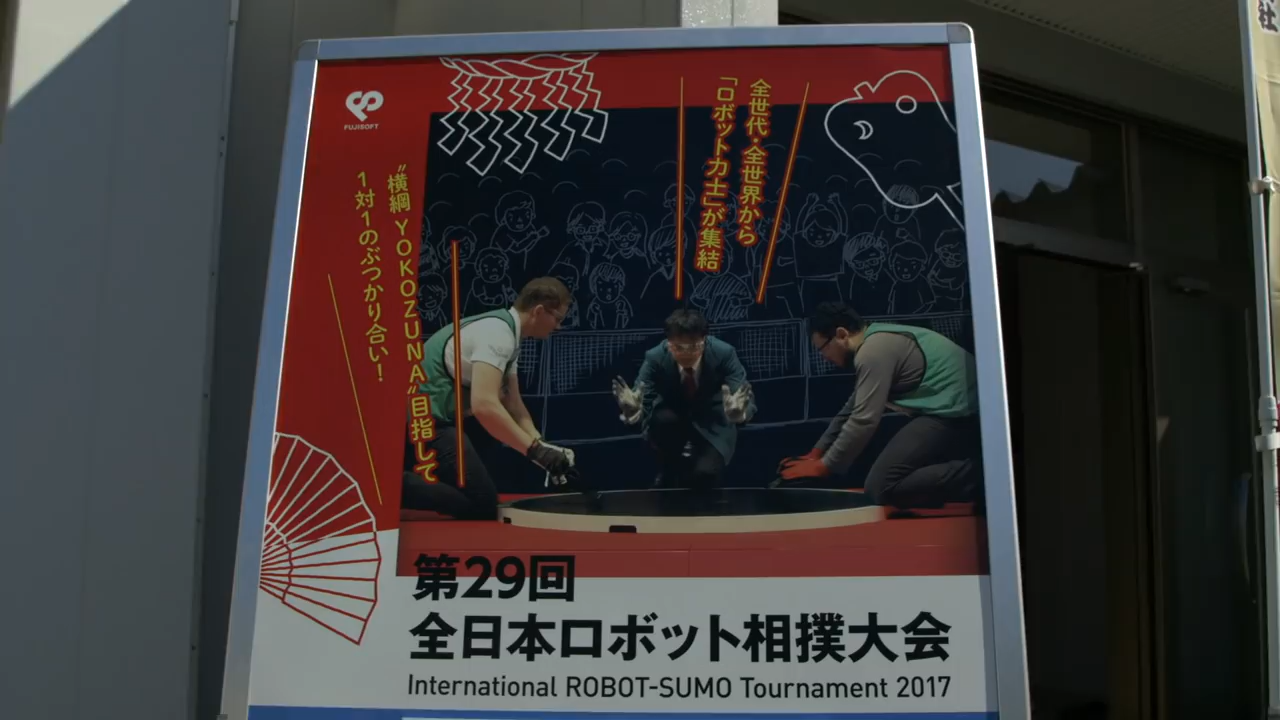 FUJISOFT
全世代・全世界から
「ロボット力士」が集結
“横綱 YOKOZUNA”目指して
1対1のぶつかり合い!
第29回
全日本ロボット相撲大会
International ROBOT-SUMO Tournament 2017
社